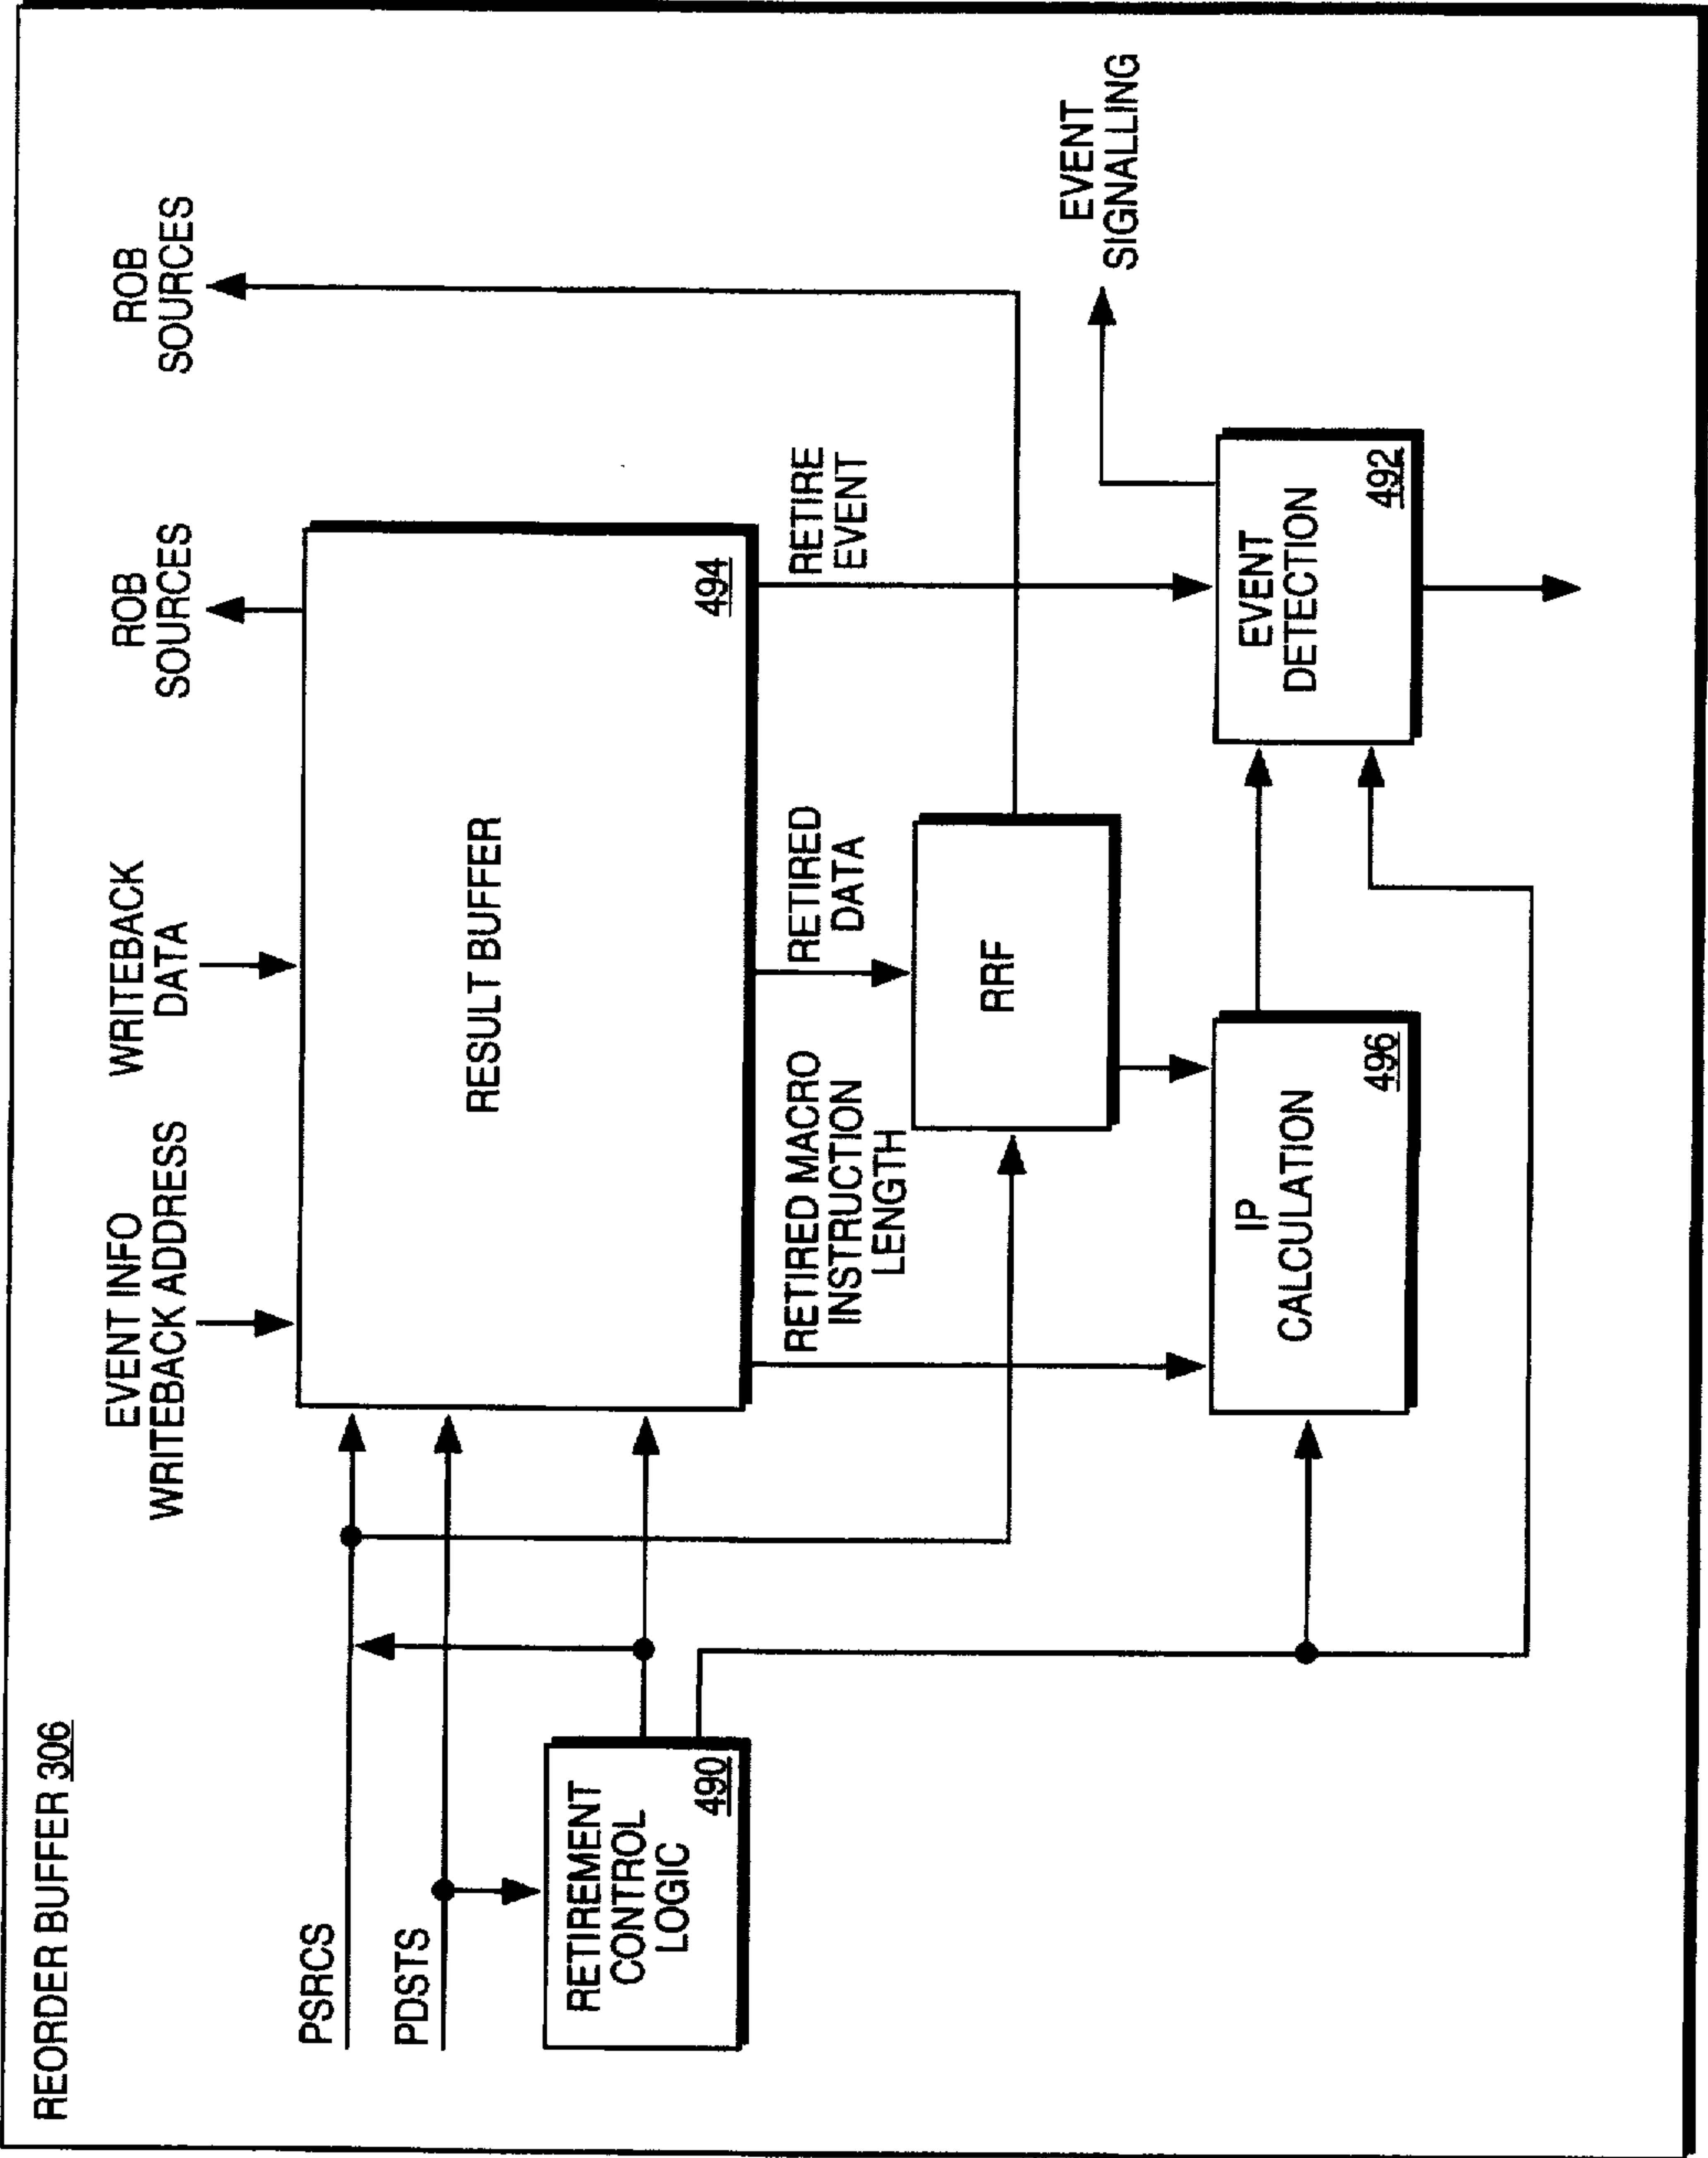 REORDER BUFFER 306
EVENT INFO
WRITEBACK ADDRESS
WRITEBACK
DATA
ROB
SOURCES
ROB
SOURCES
PSRCS
PDSTS
RESULT BUFFER
494
RETIREMENT
CONTROL
LOGIC
490
RETIRED MACRO
INSTRUCTION
LENGTH
RETIRED
DATA
RETIRE
EVENT
RRF
EVENT
SIGNALLING
IP
CALCULATION
496
EVENT
DETECTION
492